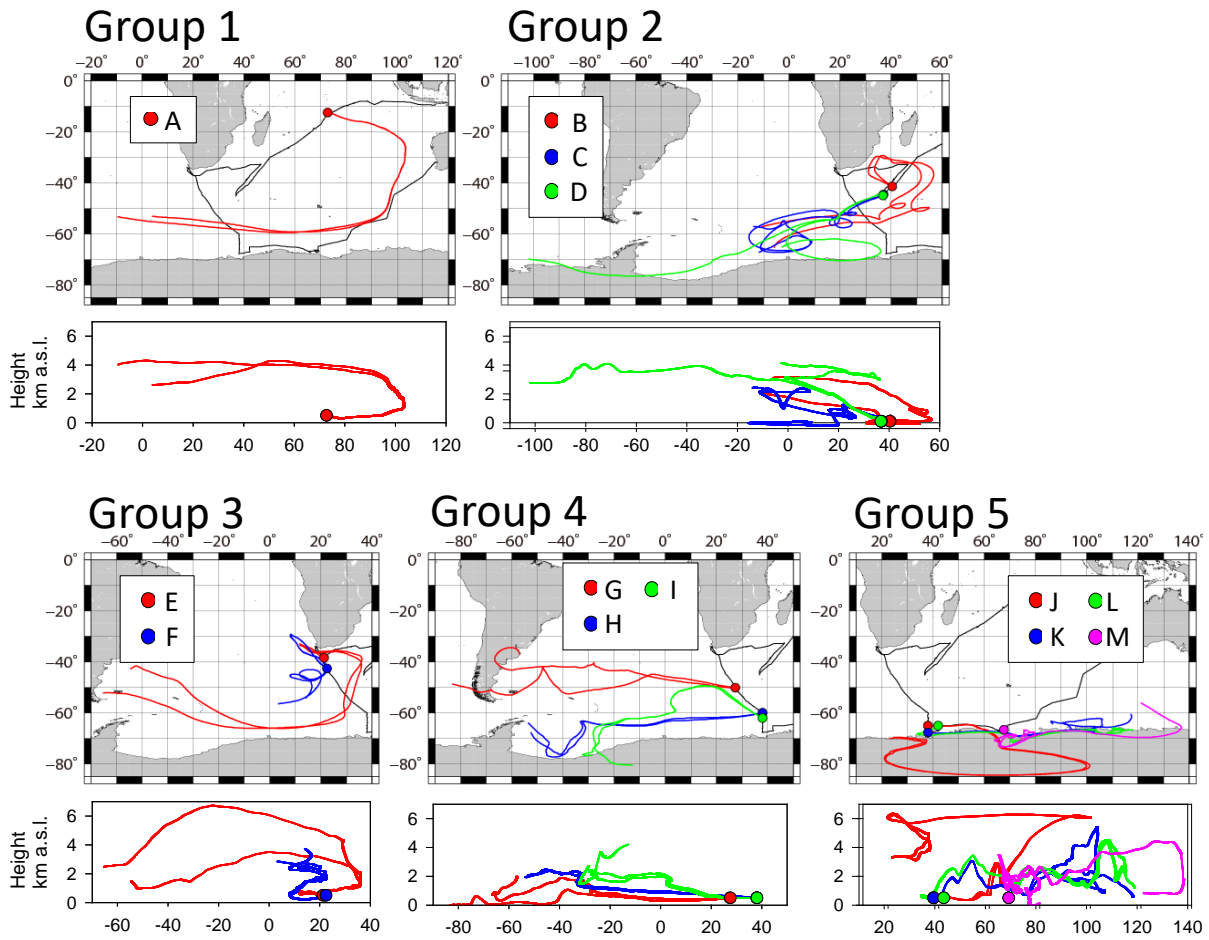 Group 1
Group 2
−20° 0° 20° 40° 60° 80° 100° 120°
−100° −80° −60° −40° −20° 0° 20° 40° 60°
0°
−20°
−40°
−60°
−80°
A
0°
−20°
−40°
−60°
−80°
B
C
D
Height
km a.s.l.
6
4
2
0
-20 0 20 40 60 80 100 120
6
4
2
0
-100 -80 -60 -40 -20 0 20 40 60
Group 3
Group 4
Group 5
−60° −40° −20° 0° 20° 40°
−80° −60° −40° −20° 0° 20° 40°
20° 40° 60° 80° 100° 120° 140°
0°
−20°
−40°
−60°
−80°
E
F
0°
−20°
−40°
−60°
−80°
G I
H
0°
−20°
−40°
−60°
−80°
J L
K M
Height
km a.s.l.
6
4
2
0
-60 -40 -20 0 20 40
6
4
2
0
-80 -60 -40 -20 0 20 40
6
4
2
0
20 40 60 80 100 120 140